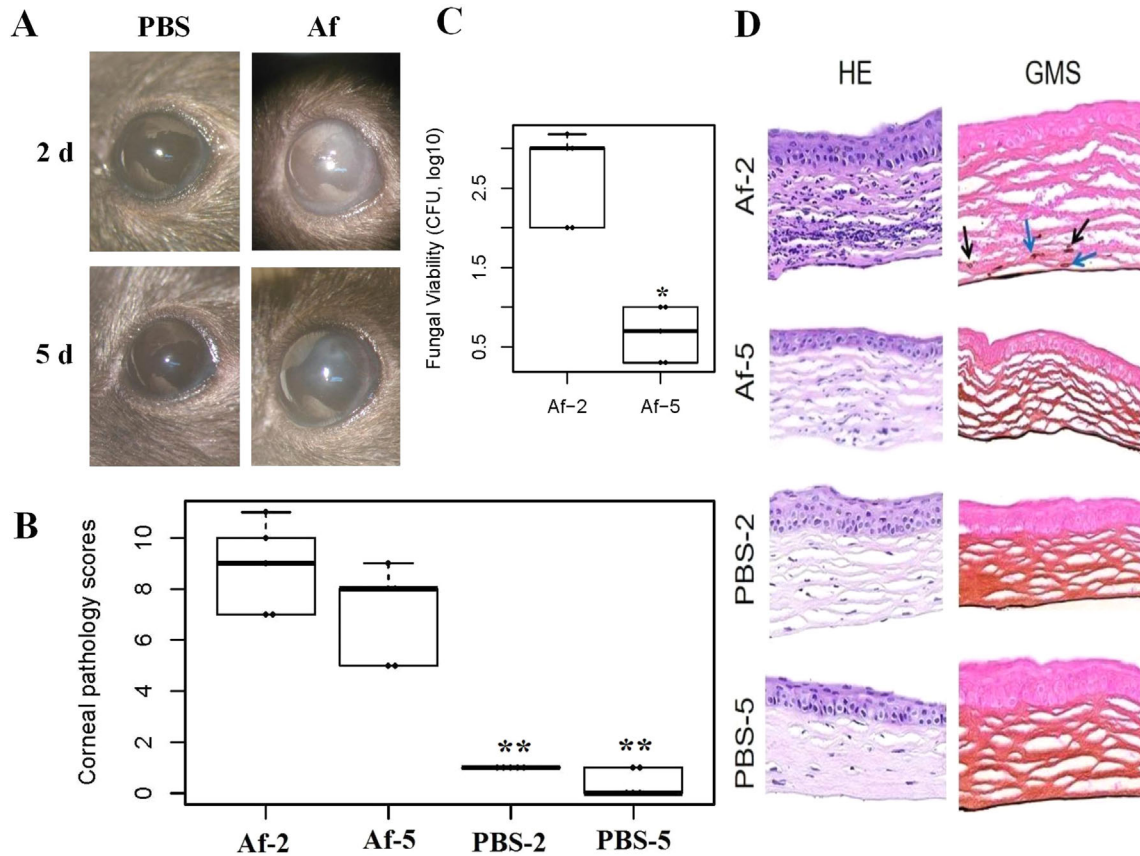 A
PBS
Af
2 d
5 d
C
Fungal Viability (CFU, log10)
0.5
1.5
2.5
*
Af−2
Af−5
D
HE
GMS
Af-2
Af-5
PBS-2
PBS-5
B
Corneal pathology scores
0
2
4
6
8
10
**
**
Af-2
Af-5
PBS-2
PBS-5